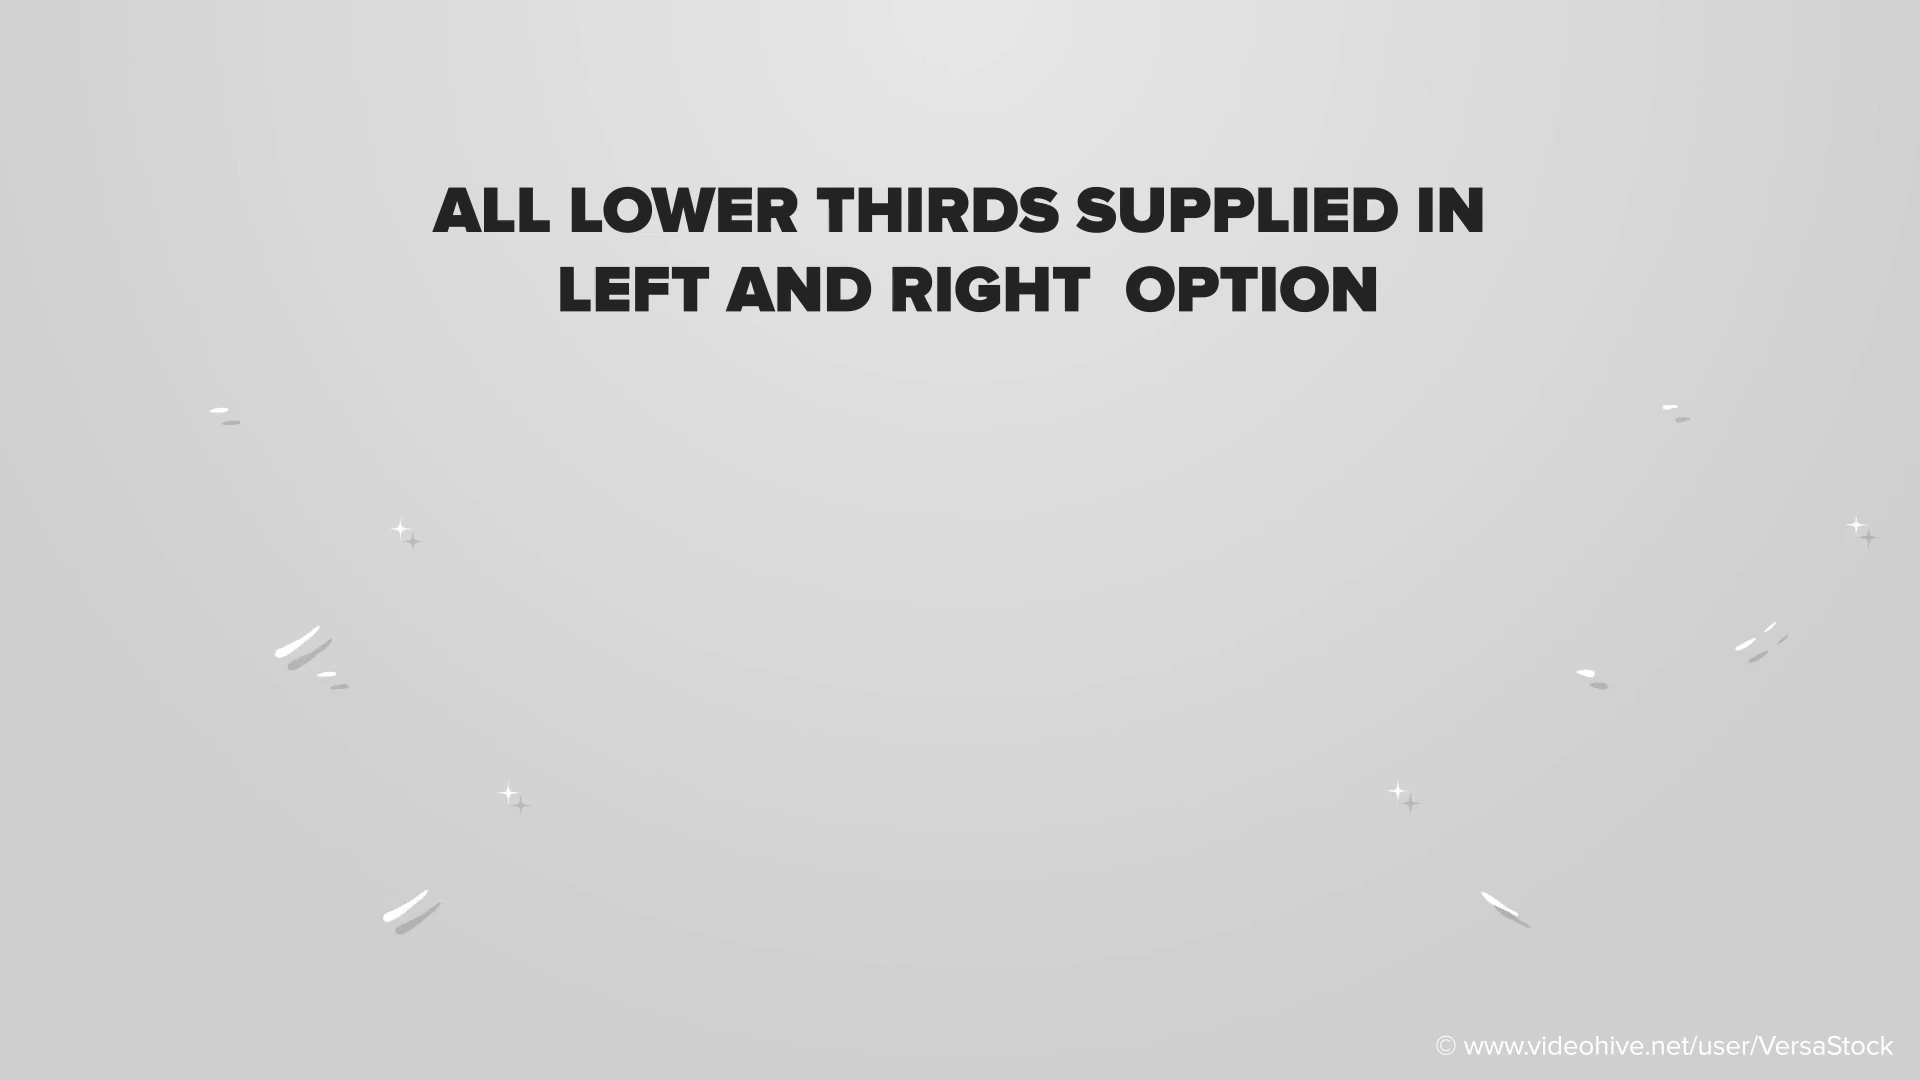 ALL LOWER THIRDS SUPPLIED IN
LEFT AND RIGHT  OPTION
© www.videohive.net/user/VersaStock